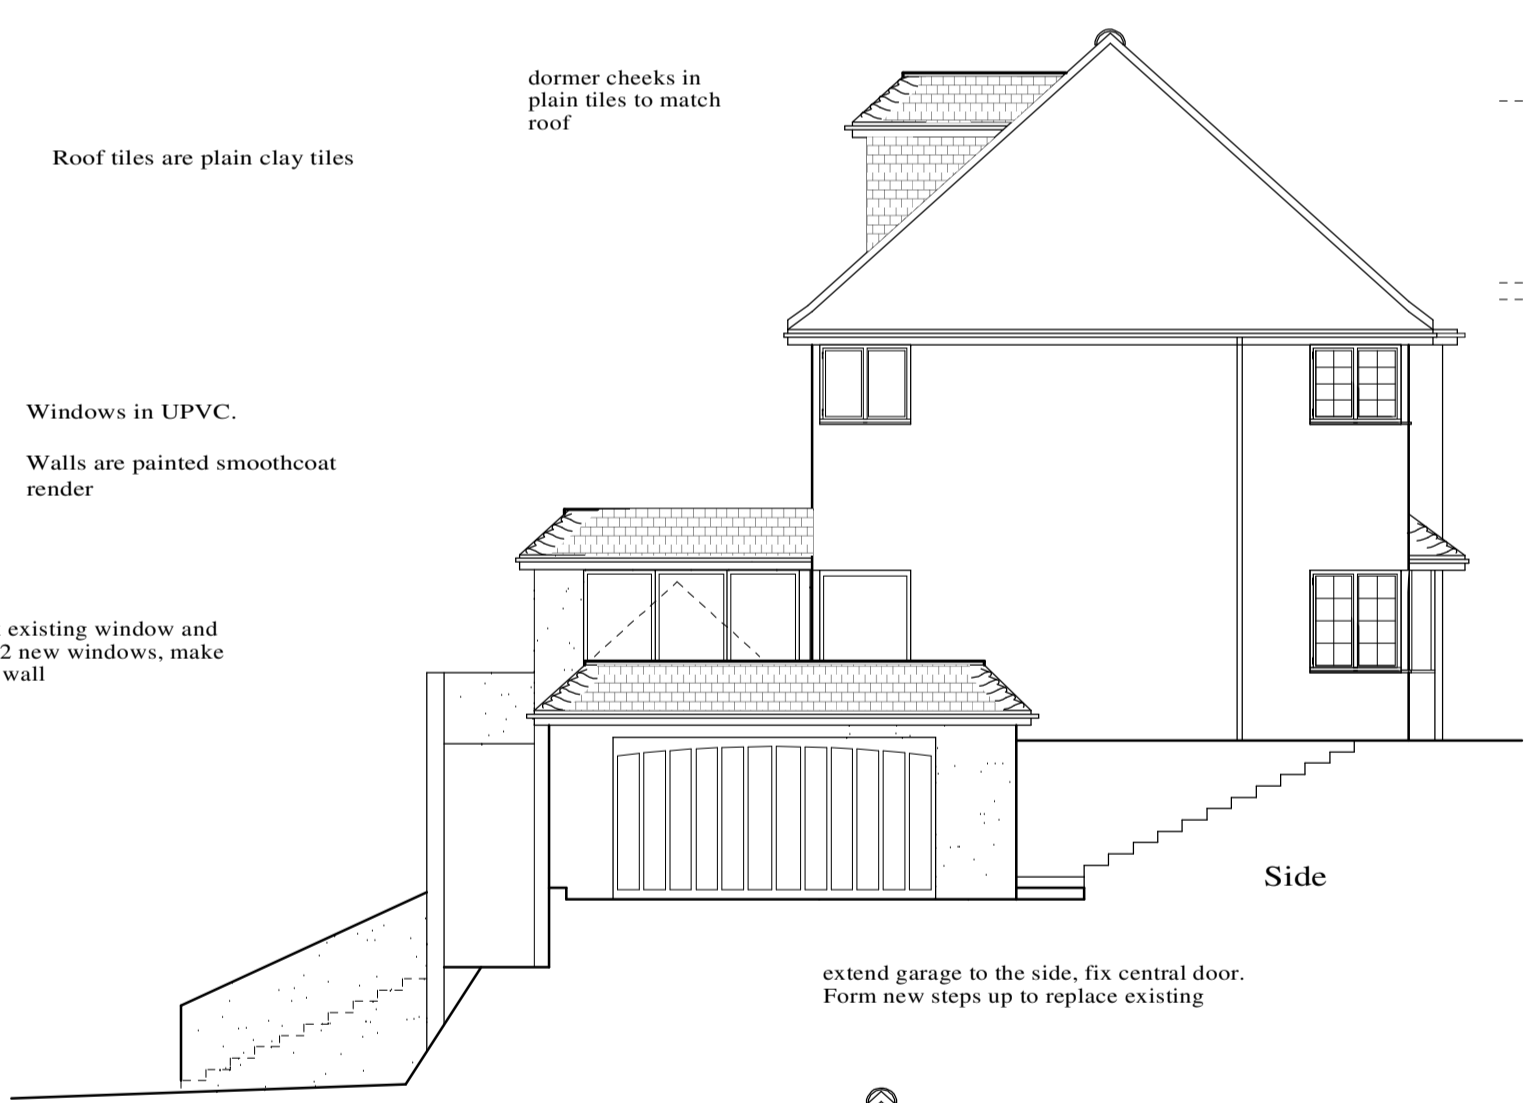 dormer cheeks in
plain tiles to match
roof
Roof tiles are plain clay tiles
Windows in UPVC.
Walls are painted smoothcoat
render
existing window and
2 new windows, make
wall
Side
extend garage to the side, fix central door.
Form new steps up to replace existing